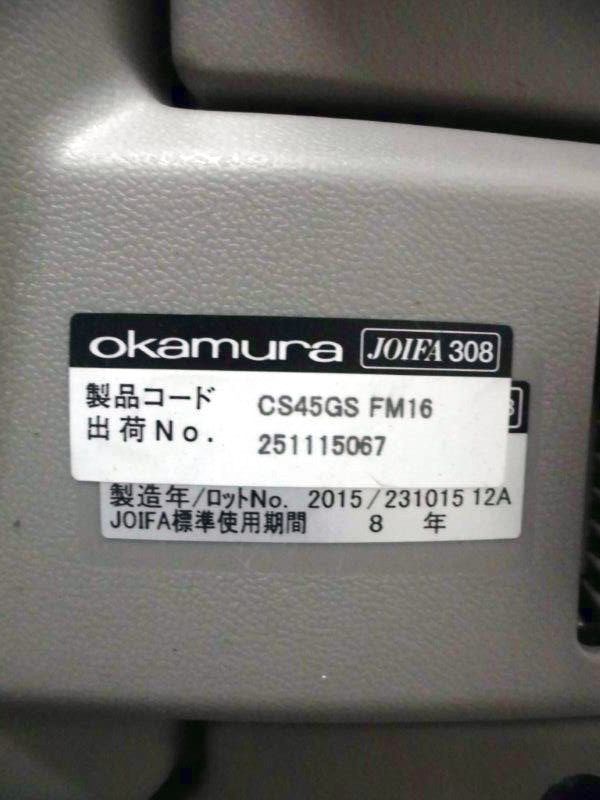 okamura JOIFA 308
製品コード CS45GS FM16
出荷No. 251115067
製造年/ロットNo. 2015/231015 12A
JOIFA標準使用期間 8 年